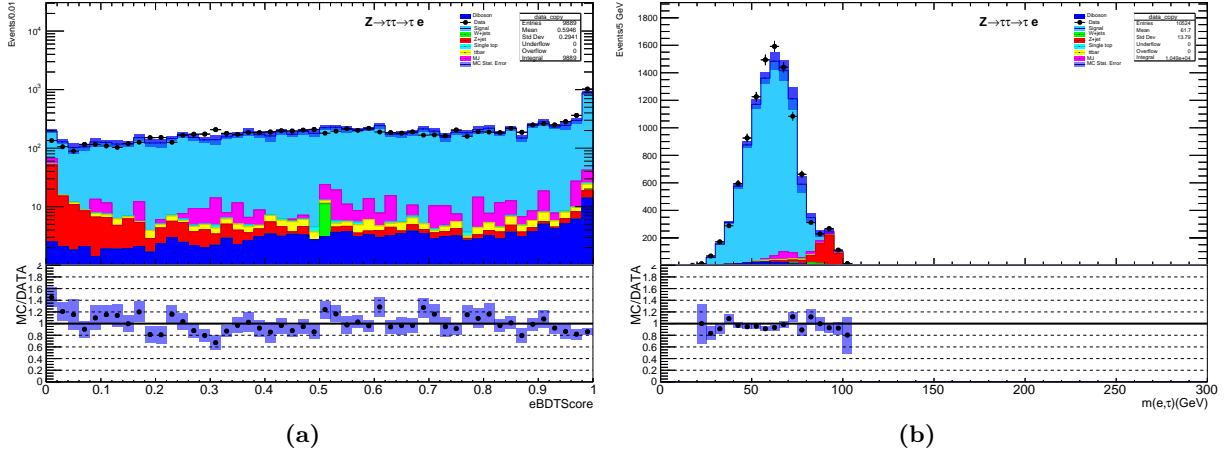 Events/0.01
10⁴
10³
10²
10
Z→ττ→τ e
Diboson
Data
Signal
W+jets
Z+jet
Single top
ttbar
MJ
MC Stat. Error
data_copy
Entries 9889
Mean 0.5946
Std Dev 0.2941
Underflow 0
Overflow 0
Integral 9889
MC/DATA
2
1.8
1.6
1.4
1.2
1
0.8
0.6
0.4
0.2
0
0 0.1 0.2 0.3 0.4 0.5 0.6 0.7 0.8 0.9 1
eBDTScore
(a)
Events/5 GeV
1800
1600
1400
1200
1000
800
600
400
200
Z→ττ→τ e
Diboson
Data
Signal
W+jets
Z+jet
Single top
ttbar
MJ
MC Stat. Error
data_copy
Entries 10524
Mean 61.7
Std Dev 13.79
Underflow 0
Overflow 0
Integral 1.049e+04
MC/DATA
2
1.8
1.6
1.4
1.2
1
0.8
0.6
0.4
0.2
0
0 50 100 150 200 250 300
m(e,τ)(GeV)
(b)